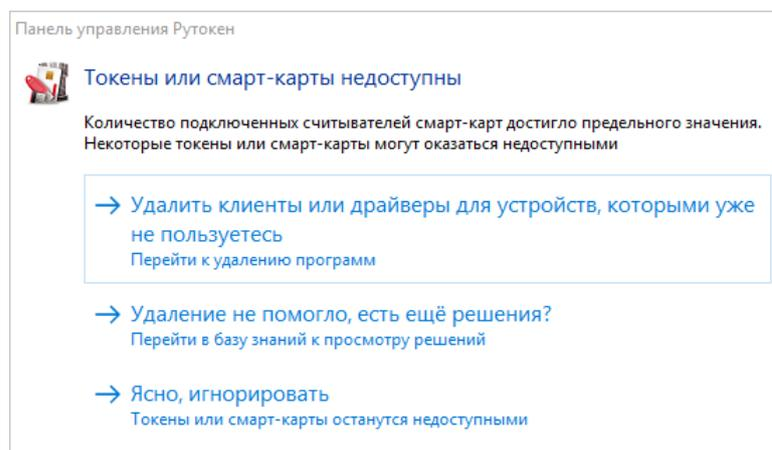 Панель управления Рутокен
Токены или смарт-карты недоступны
Количество подключенных считывателей смарт-карт достигло предельного значения.
Некоторые токены или смарт-карты могут оказаться недоступными
Удалить клиенты или драйверы для устройств, которыми уже
не пользуетесь
Перейти к удалению программ
Удаление не помогло, есть ещё решения?
Перейти в базу знаний к просмотру решений
Ясно, игнорировать
Токены или смарт-карты останутся недоступными